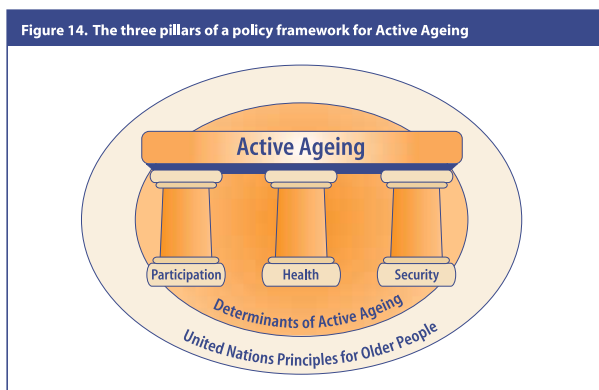 Figure 14. The three pillars of a policy framework for Active Ageing
Active Ageing
Participation
Health
Security
Determinants of Active Ageing
United Nations Principles for Older People